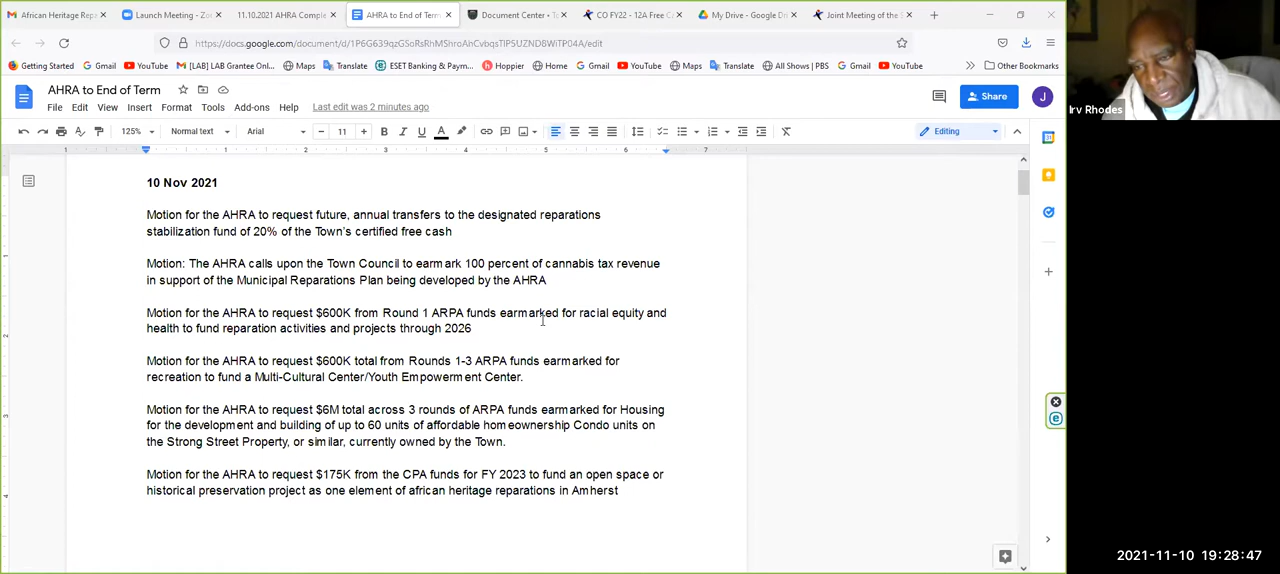 African Heritage Repa
Launch Meeting - Zo
11.10.2021 AHRA Comple
AHRA to End of Term
Document Center • To
CO FY22 - 12A Free C
My Drive - Google Dr
Joint Meeting of the S
https://docs.google.com/document/d/1P6G639qzGSoRsRhMShroAhCvbqsTlP5UZND8WiTP04A/edit
Getting Started
Gmail
YouTube
[LAB] LAB Grantee Onl...
Maps
Translate
ESET Banking & Paym...
Hoppier
Home
Gmail
YouTube
Maps
Translate
All Shows | PBS
Gmail
YouTube
Other Bookmarks
AHRA to End of Term
File Edit View Insert Format Tools Add-ons Help Last edit was 2 minutes ago
Share
J
125% Normal text Arial 11 B I U A
Editing
1 1 2 3 4 5 6 7
10 Nov 2021
Motion for the AHRA to request future, annual transfers to the designated reparations
stabilization fund of 20% of the Town's certified free cash
Motion: The AHRA calls upon the Town Council to earmark 100 percent of cannabis tax revenue
in support of the Municipal Reparations Plan being developed by the AHRA
Motion for the AHRA to request $600K from Round 1 ARPA funds earmarked for racial equity and
health to fund reparation activities and projects through 2026
Motion for the AHRA to request $600K total from Rounds 1-3 ARPA funds earmarked for
recreation to fund a Multi-Cultural Center/Youth Empowerment Center.
Motion for the AHRA to request $6M total across 3 rounds of ARPA funds earmarked for Housing
for the development and building of up to 60 units of affordable homeownership Condo units on
the Strong Street Property, or similar, currently owned by the Town.
Motion for the AHRA to request $175K from the CPA funds for FY 2023 to fund an open space or
historical preservation project as one element of african heritage reparations in Amherst
Irv Rhodes
2021-11-10 19:28:47